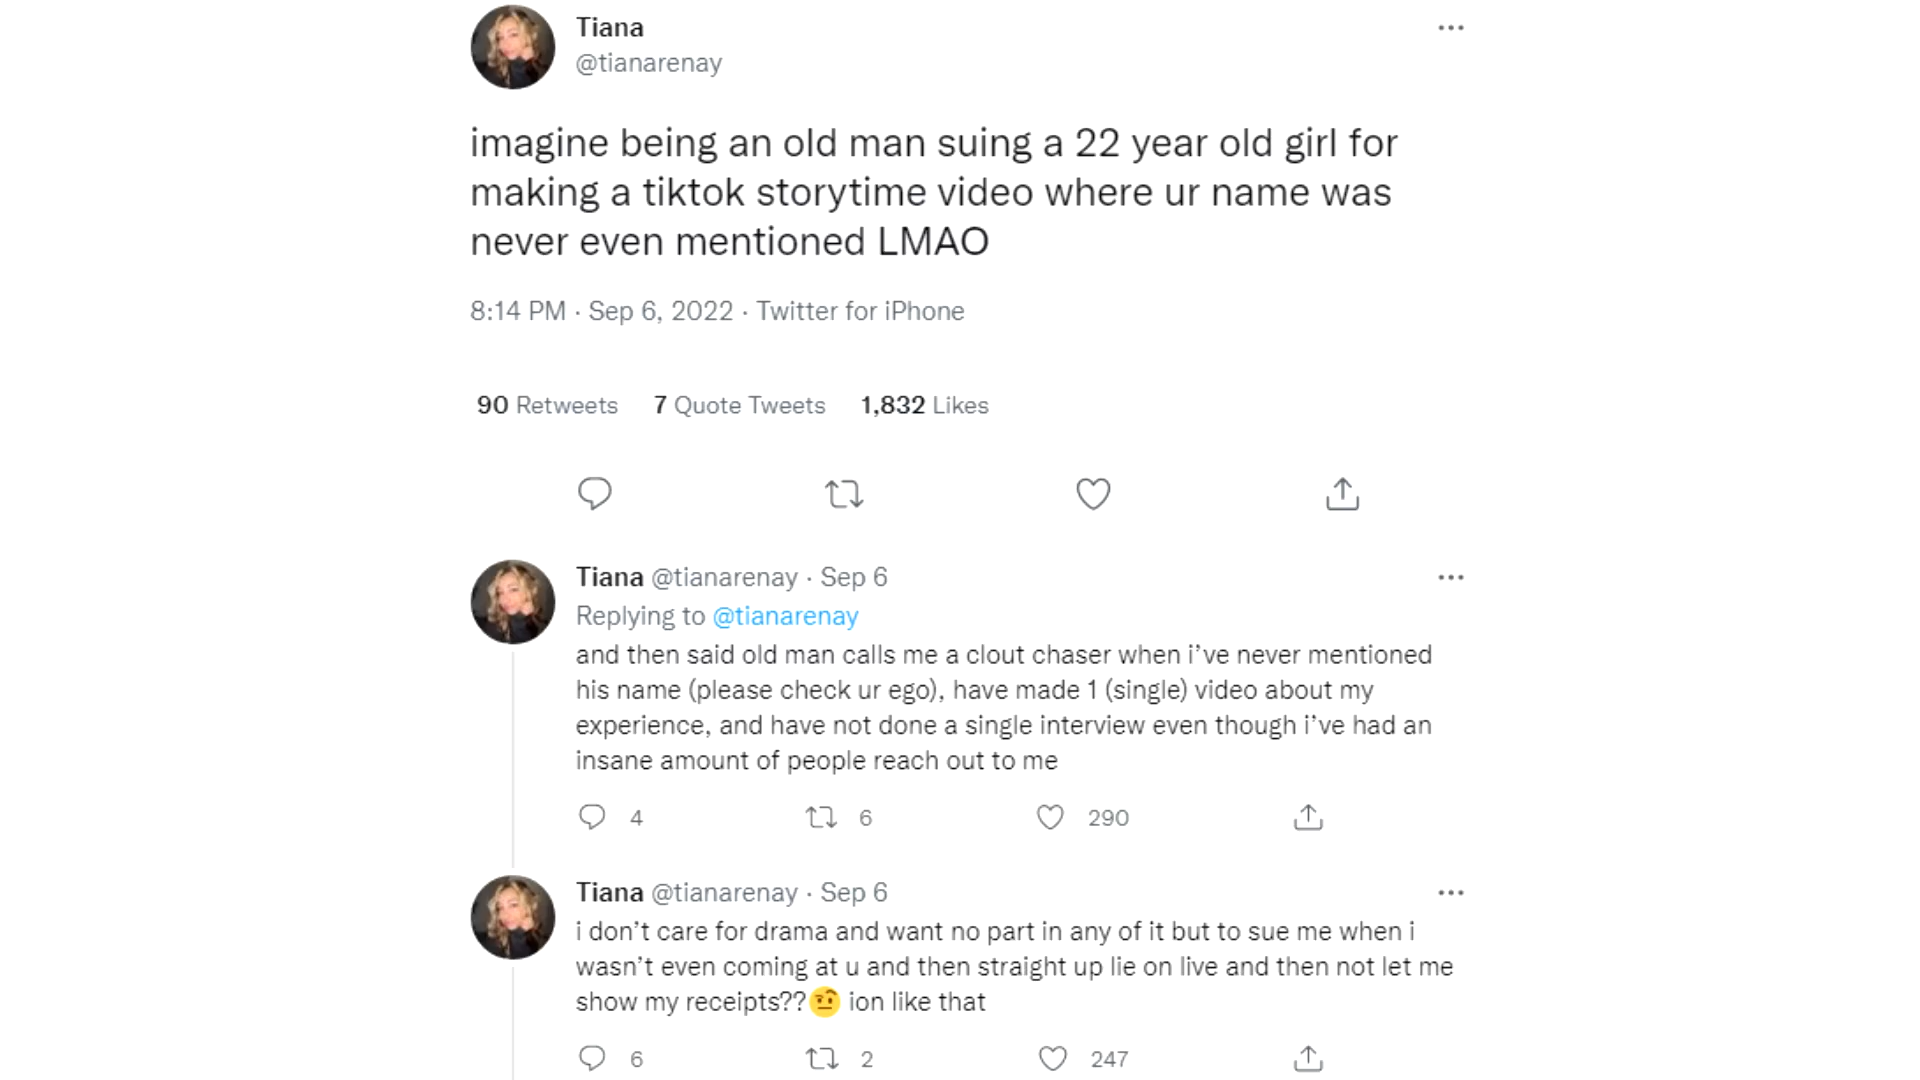 Tiana
@tianarenay
imagine being an old man suing a 22 year old girl for
making a tiktok storytime video where ur name was
never even mentioned LMAO
8:14 PM · Sep 6, 2022 · Twitter for iPhone
90 Retweets 7 Quote Tweets 1,832 Likes
Tiana @tianarenay · Sep 6
Replying to @tianarenay
and then said old man calls me a clout chaser when i've never mentioned
his name (please check ur ego), have made 1 (single) video about my
experience, and have not done a single interview even though i've had an
insane amount of people reach out to me
4 6 290
Tiana @tianarenay · Sep 6
i don't care for drama and want no part in any of it but to sue me when i
wasn't even coming at u and then straight up lie on live and then not let me
show my receipts??🤨 ion like that
6 2 247